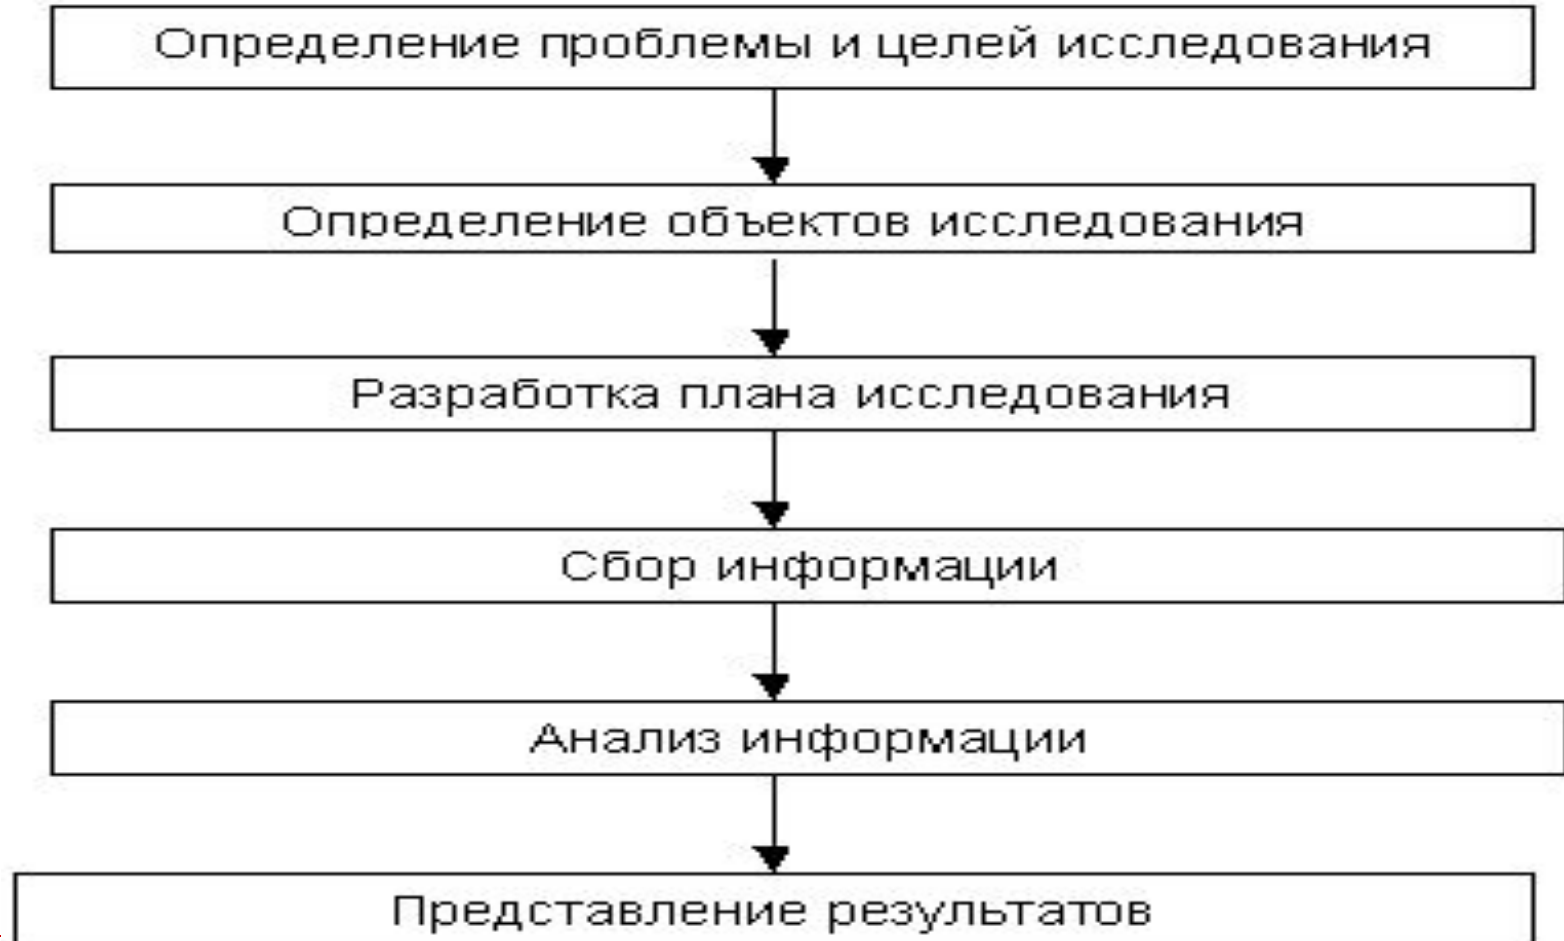 Определение проблемы и целей исследования
Определение объектов исследования
Разработка плана исследования
Сбор информации
Анализ информации
Представление результатов